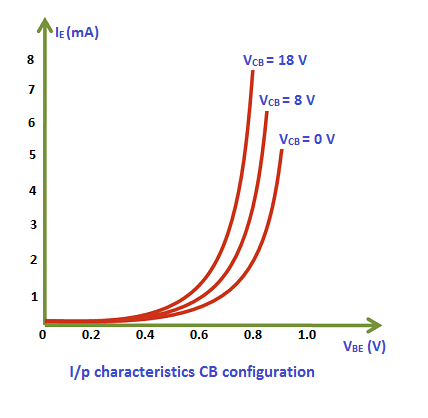 IE (mA)
8
7
6
5
4
3
2
1
VCB = 18 V
VCB = 8 V
VCB = 0 V
0 0.2 0.4 0.6 0.8 1.0
VBE (V)
I/p characteristics CB configuration